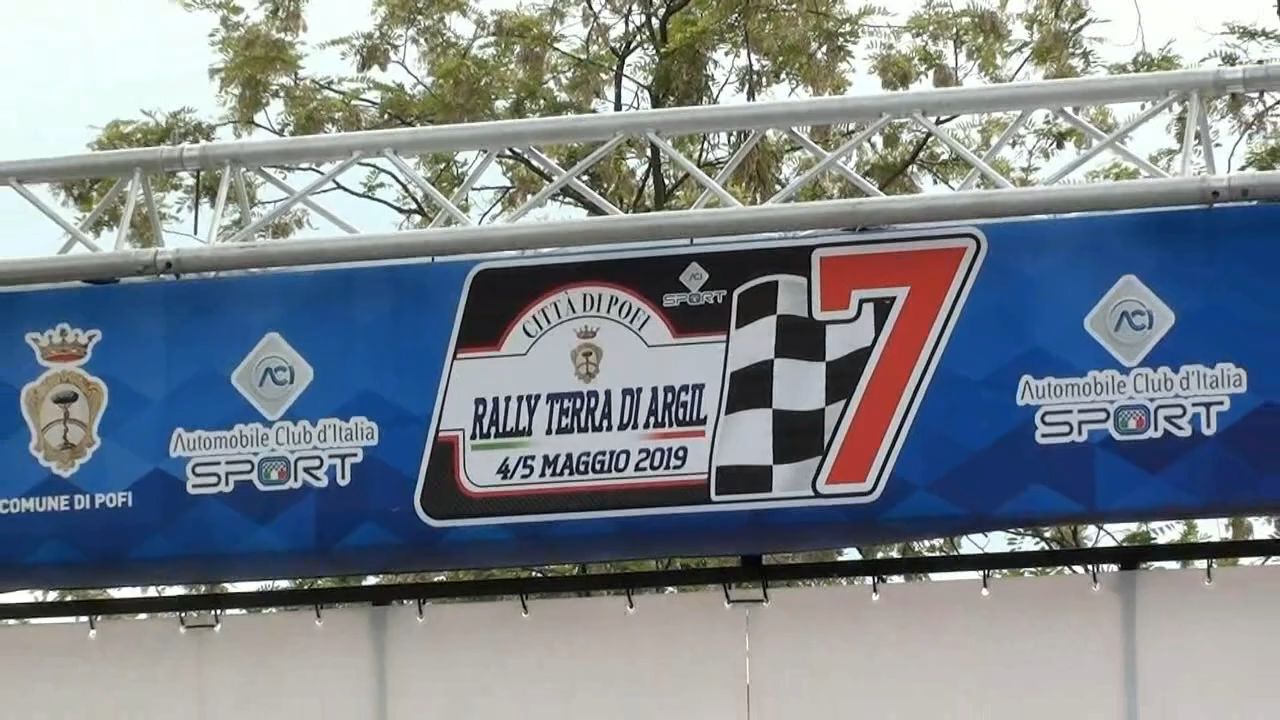 COMUNE DI POFI
ACI
Automobile Club d'Italia
SPORT
CITTÀ DI POFI
ACI
SPORT
RALLY TERRA DI ARGIL
4/5 MAGGIO 2019
7
ACI
Automobile Club d'Italia
SPORT